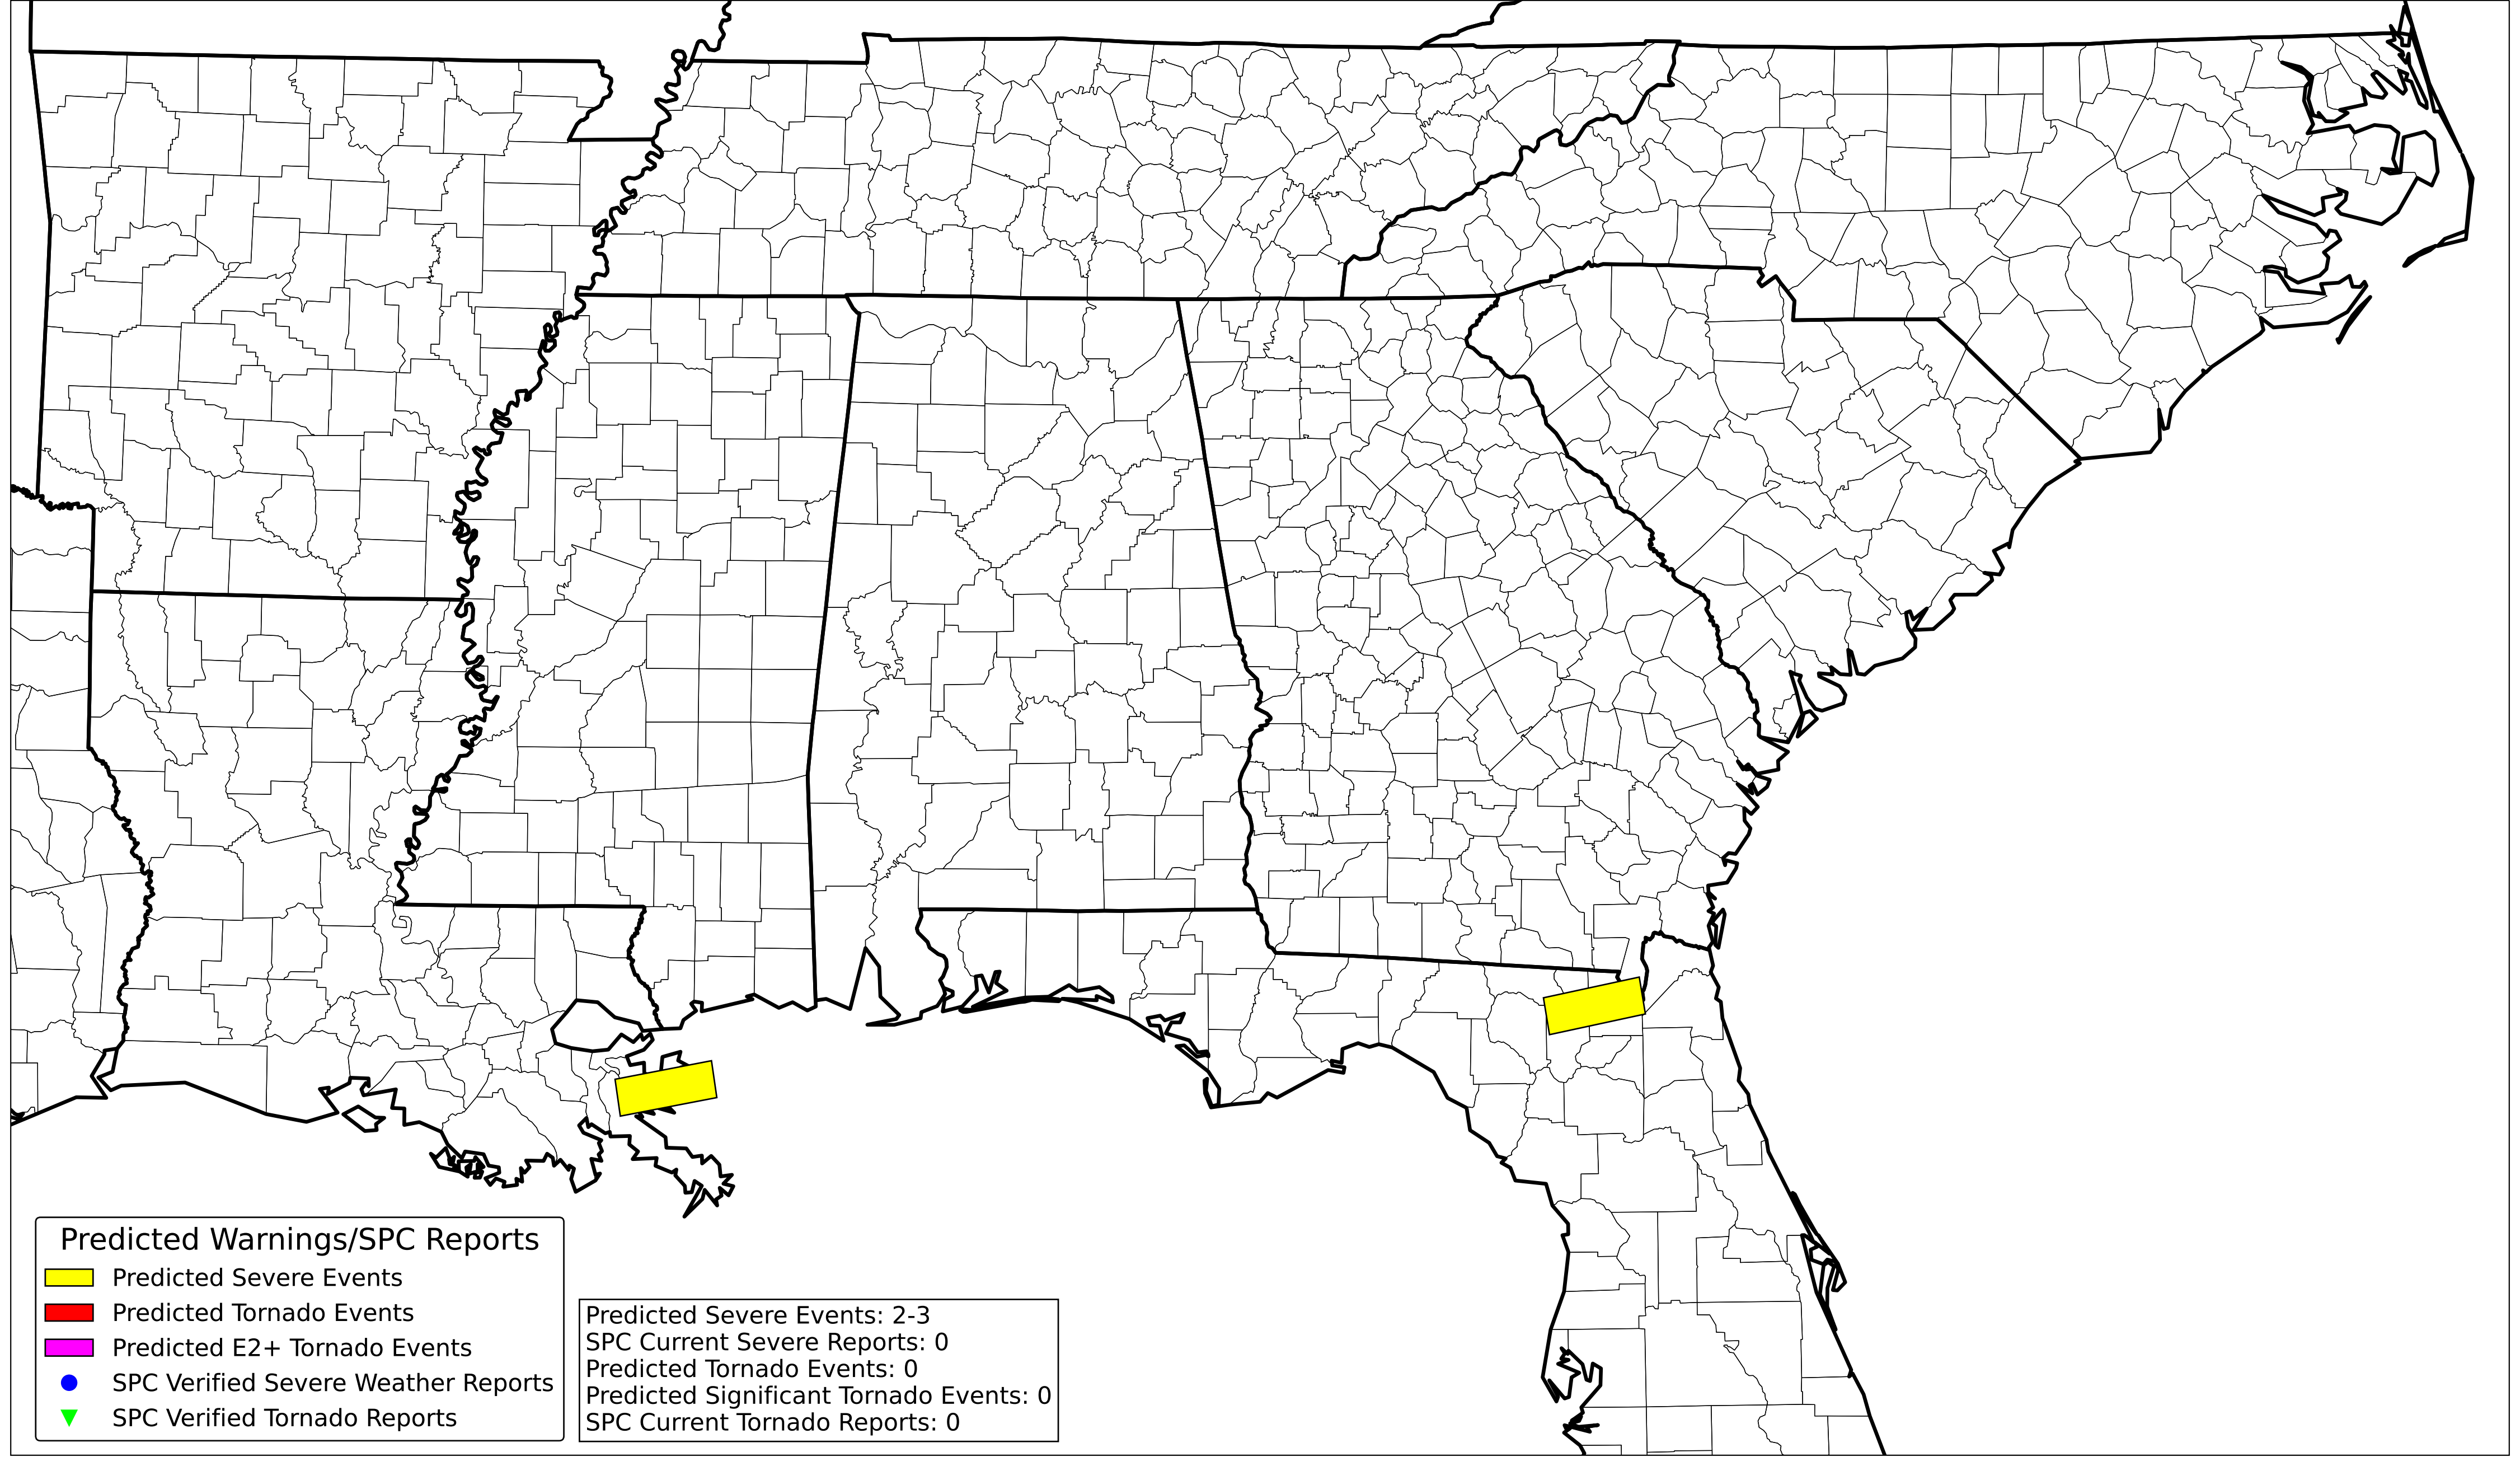 Predicted Warnings/SPC Reports
Predicted Severe Events
Predicted Tornado Events
Predicted E2+ Tornado Events
SPC Verified Severe Weather Reports
SPC Verified Tornado Reports
Predicted Severe Events: 2-3
SPC Current Severe Reports: 0
Predicted Tornado Events: 0
Predicted Significant Tornado Events: 0
SPC Current Tornado Reports: 0